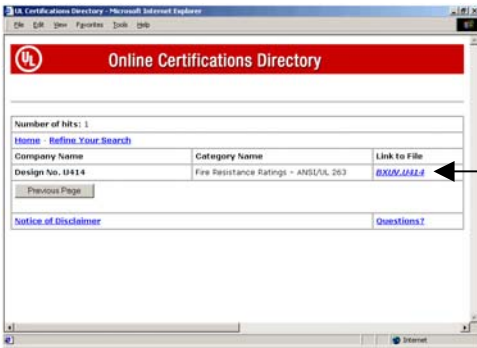 UL Certifications Directory - Microsoft Internet Explorer
File Edit View Favorites Tools Help
UL
Online Certifications Directory
Number of hits: 1
Home - Refine Your Search
Company Name Category Name Link to File
Design No. U414 Fire Resistance Ratings - ANSI/UL 263 BXUV.U414
Previous Page
Notice of Disclaimer Questions?
Internet